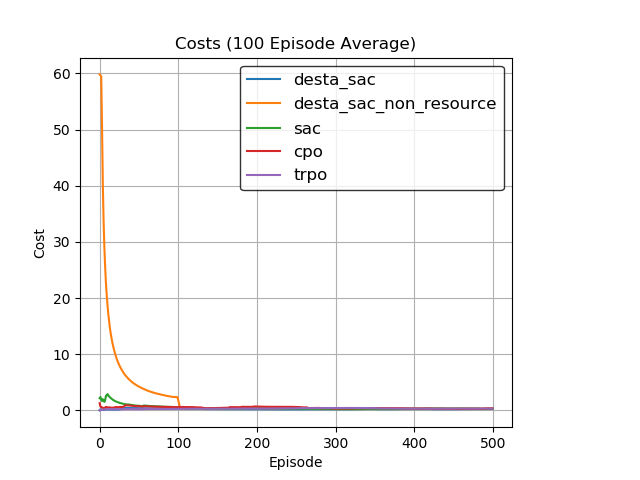 Costs (100 Episode Average)
desta_sac
desta_sac_non_resource
sac
cpo
trpo
Cost
60
50
40
30
20
10
0
0 100 200 300 400 500
Episode